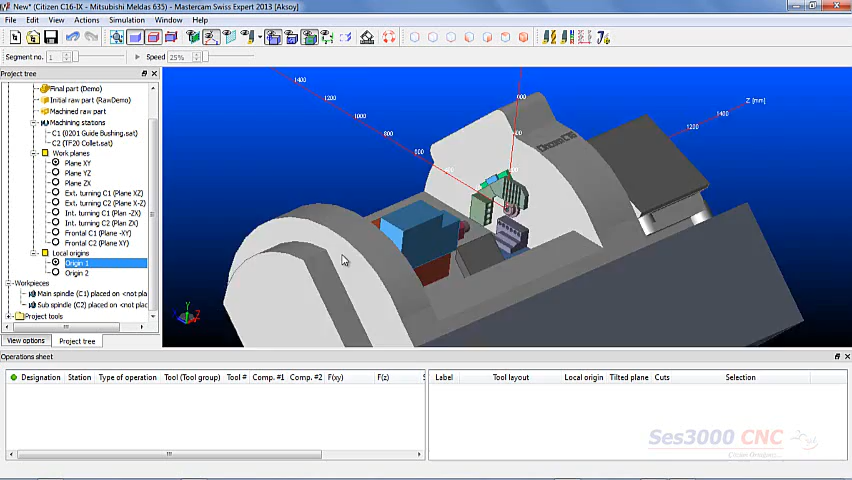 New* (Citizen C16-IX - Mitsubishi Meldas 635) - Mastercam Swiss Expert 2013 [Aksoy]
File Edit View Actions Simulation Window Help
Segment no. 1 Speed 25%
Project tree
Final part (Demo)
Initial raw part (RawDemo)
Machined raw part
Machining stations
C1 (0201 Guide Bushing.sat)
C2 (TF20 Collet.sat)
Work planes
Plane XY
Plane YZ
Plane ZX
Ext. turning C1 (Plane X-Z)
Ext. turning C2 (Plane XZ)
Int. turning C1 (Plan -ZX)
Int. turning C2 (Plan ZX)
Frontal C1 (Plane -XY)
Frontal C2 (Plane XY)
Local origins
Origin 1
Origin 2
Workpieces
Main spindle (C1) placed on <not pla
Sub spindle (C2) placed on <not plac
Project tools
View options Project tree
1400
1200
1000
800
600
Z [mm]
1400
1200
Y
Z
Operations sheet
Designation Station Type of operation Tool (Tool group) Tool # Comp. #1 Comp. #2 F(xy) F(z) S
Label Tool layout Local origin Tilted plane Cuts Selection
Ses3000 CNC